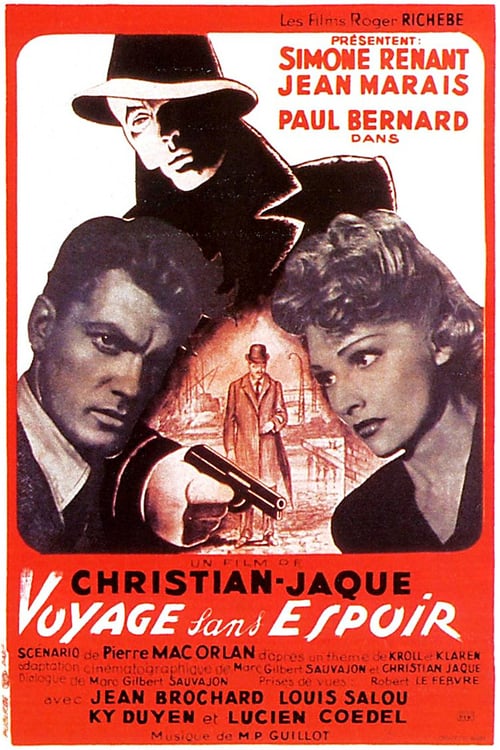 Les Films Roger RICHEBE
PRÉSENTENT:
SIMONE RENANT
JEAN MARAIS
PAUL BERNARD
DANS
UN FILM DE
CHRISTIAN-JAQUE
VOYAGE sans ESPOIR
SCÉNARIO de Pierre MAC ORLAN d'après un thème de KROLL et KLAREN
adaptation cinématographique de Marc Gilbert SAUVAJON et CHRISTIAN JAQUE
Dialogue de Marc Gilbert SAUVAJON Prises de vues: Robert LE FEBVRE
avec JEAN BROCHARD LOUIS SALOU
KY DUYEN et LUCIEN COEDEL
Musique de M.P. GUILLOT